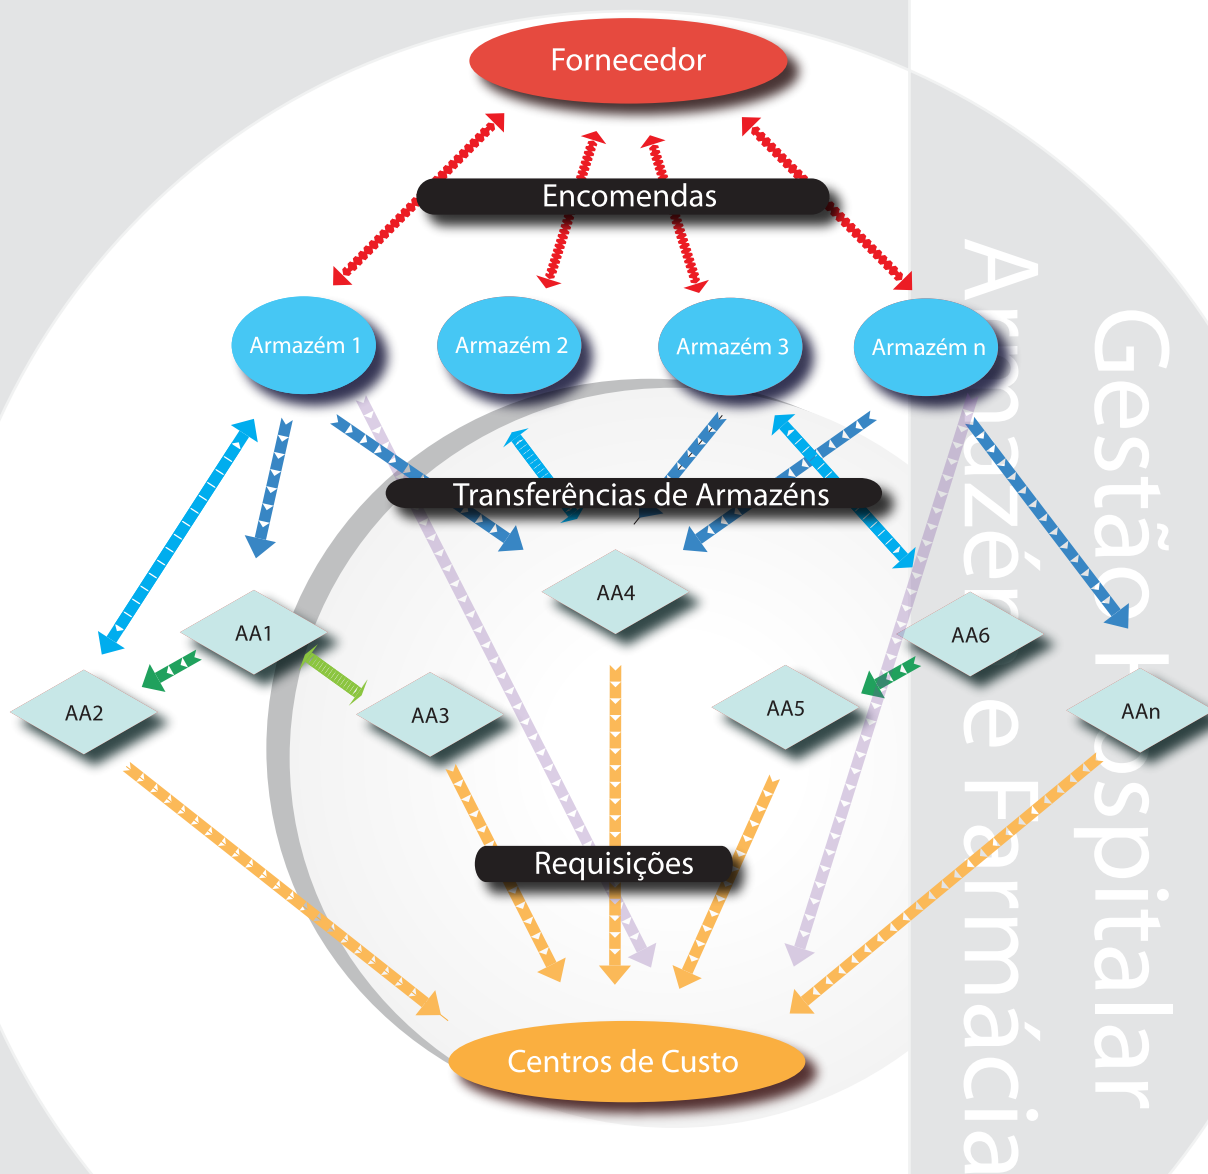 Fornecedor
Encomendas
Armazém 1
Armazém 2
Armazém 3
Armazém n
Transferências de Armazéns
AA4
AA1
AA6
AA2
AA3
AA5
AAn
Requisições
Centros de Custo
Gestão Hospitalar
Armazém e Farmácia